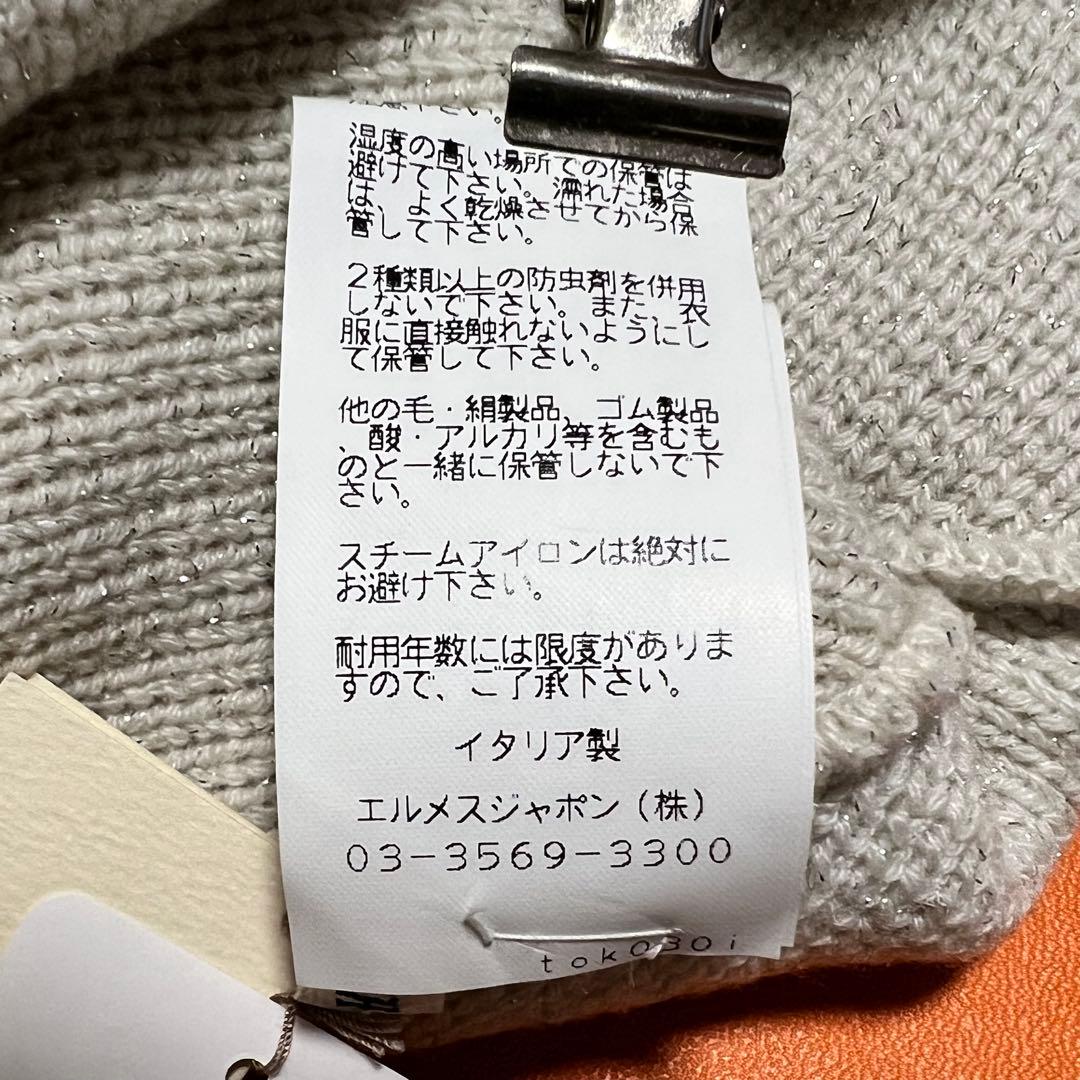 意下さい。
湿度の高い場所での保管は
避けて下さい。濡れた場合
は、よく乾燥させてから保
管して下さい。
２種類以上の防虫剤を併用
しないで下さい。また、衣
服に直接触れないようにし
て保管して下さい。
他の毛・絹製品、ゴム製品
、酸・アルカリ等を含むも
のと一緒に保管しないで下
さい。
スチームアイロンは絶対に
お避け下さい。
耐用年数には限度がありま
すので、ご了承下さい。
イタリア製
エルメスジャポン（株）
０３－３５６９－３３００
ｔｏｋ０３０ｉ